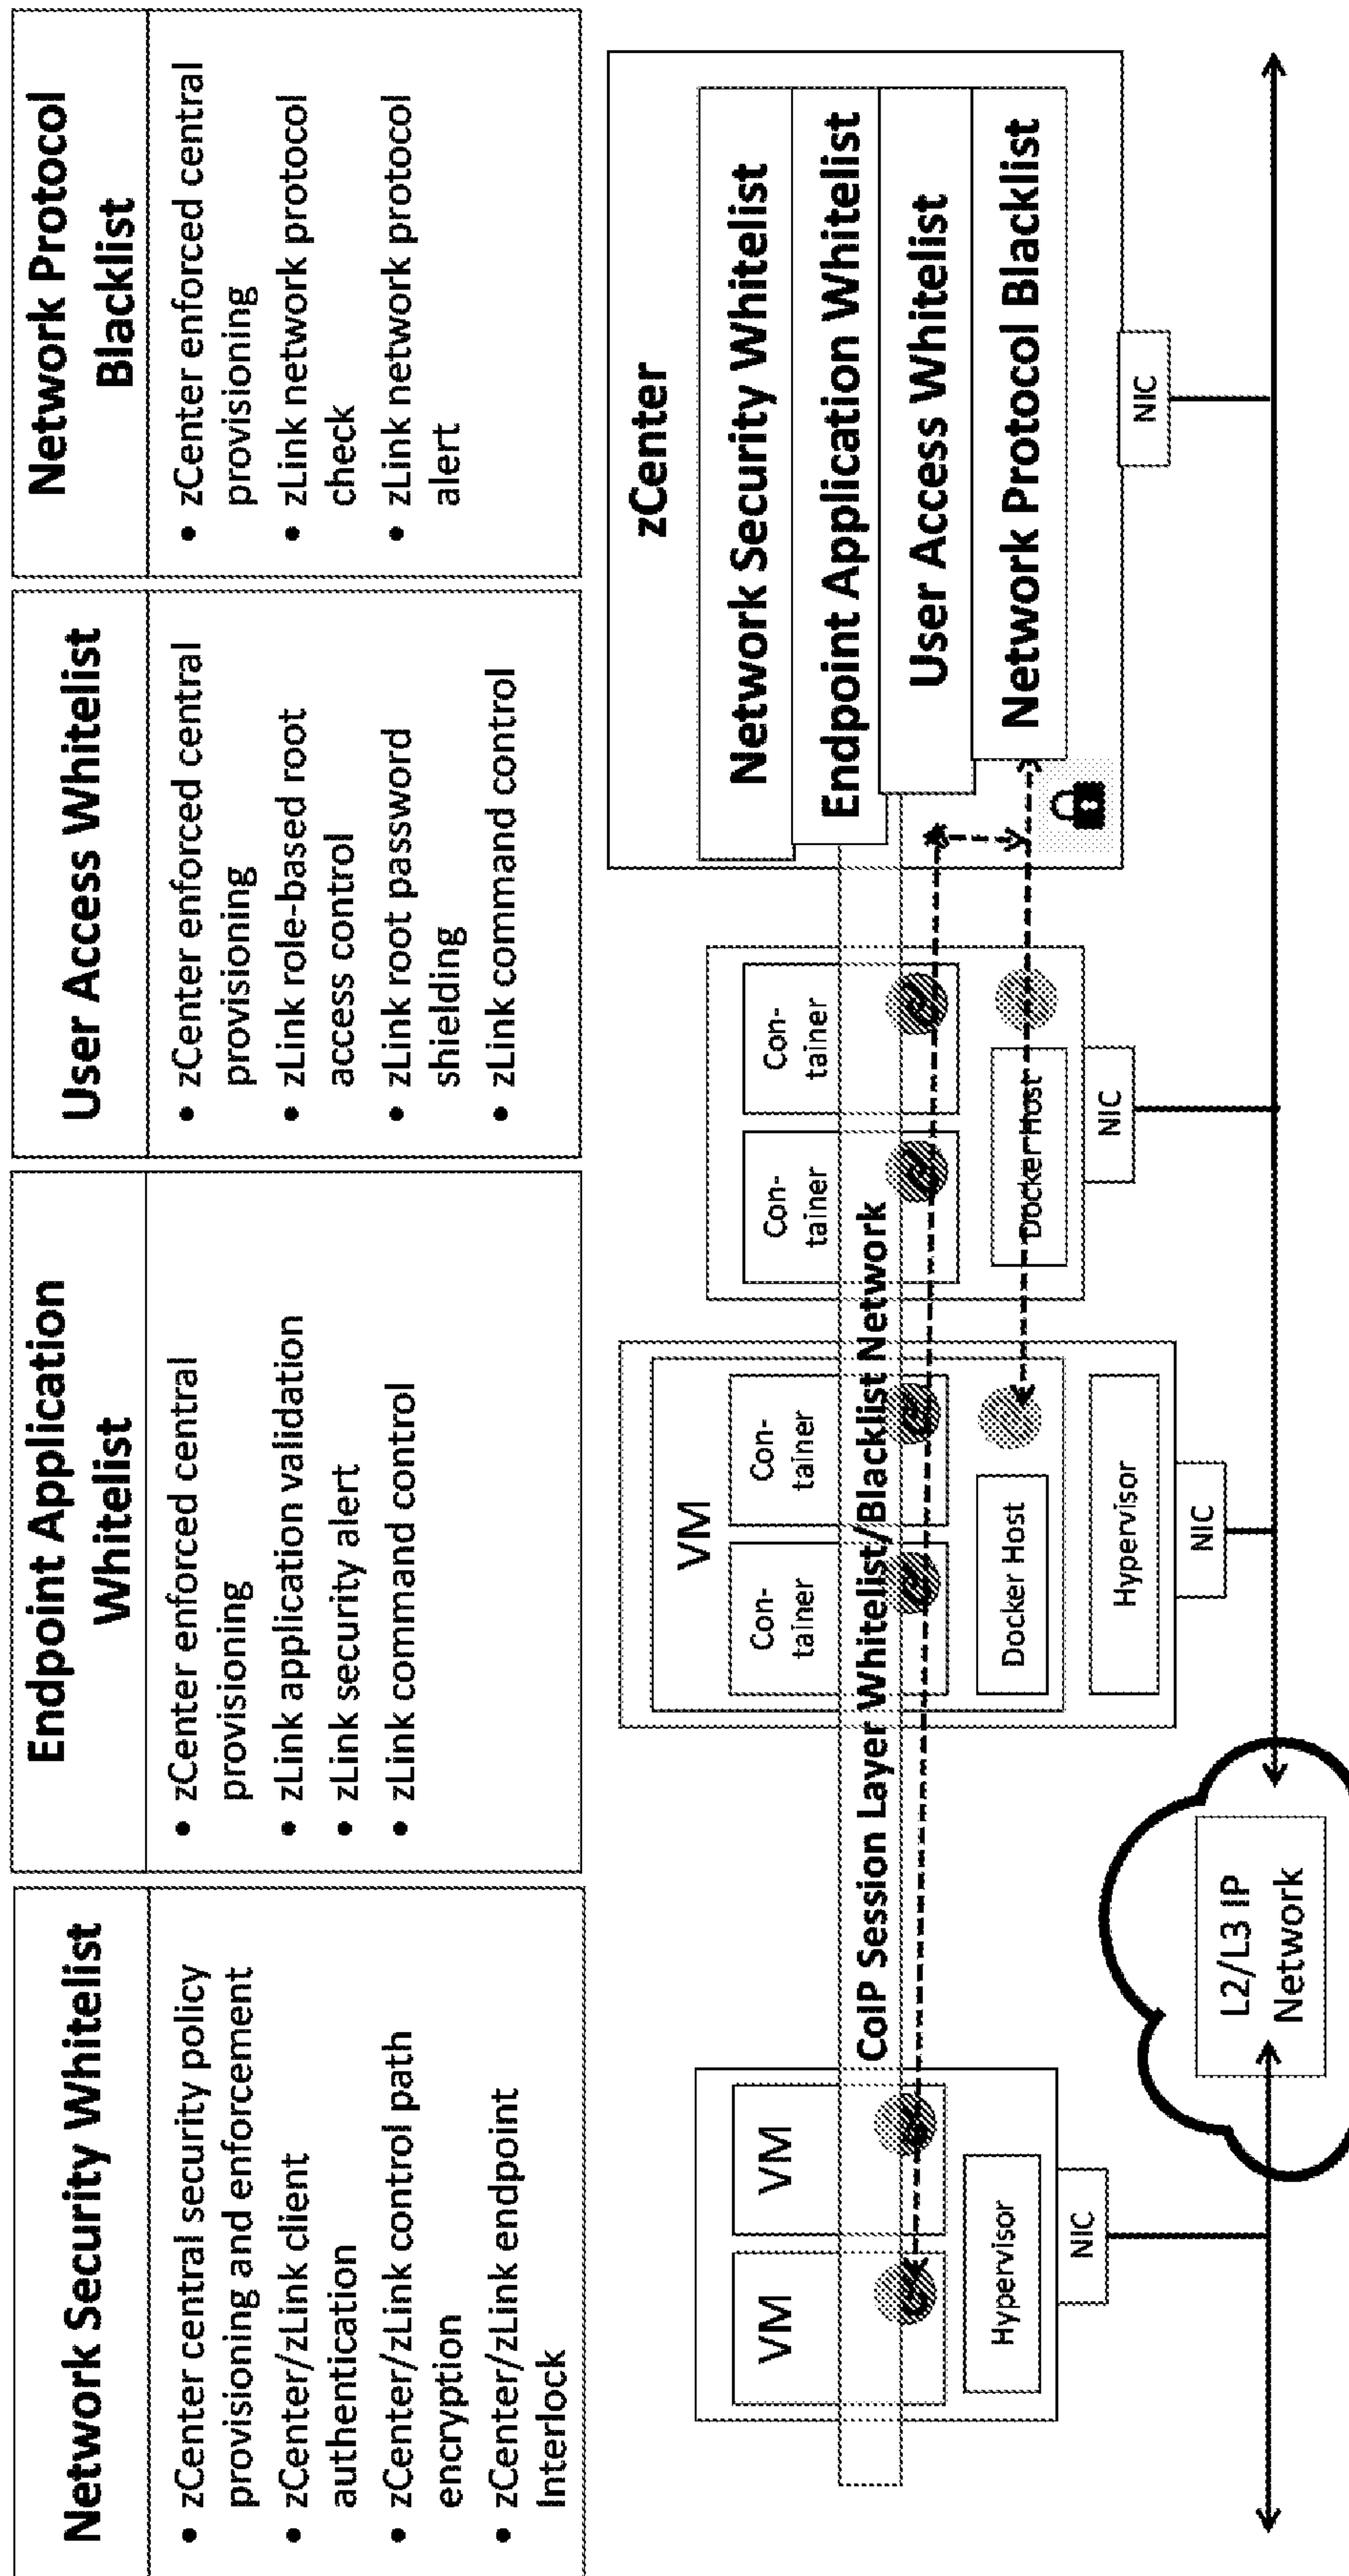 Network Security Whitelist
• zCenter central security policy
provisioning and enforcement
• zCenter/zLink client
authentication
• zCenter/zLink control path
encryption
• zCenter/zLink endpoint
Interlock
Endpoint Application
Whitelist
• zCenter enforced central
provisioning
• zLink application validation
• zLink security alert
• zLink command control
User Access Whitelist
• zCenter enforced central
provisioning
• zLink role-based root
access control
• zLink root password
shielding
• zLink command control
Network Protocol
Blacklist
• zCenter enforced central
provisioning
• zLink network protocol
check
• zLink network protocol
alert
VM
VM
Hypervisor
NIC
VM
Con-
tainer
Con-
tainer
Docker Host
Hypervisor
NIC
Con-
tainer
Con-
tainer
Docker Host
NIC
CoIP Session Layer Whitelist/Blacklist Network
zCenter
Network Security Whitelist
Endpoint Application Whitelist
User Access Whitelist
Network Protocol Blacklist
NIC
L2/L3 IP
Network